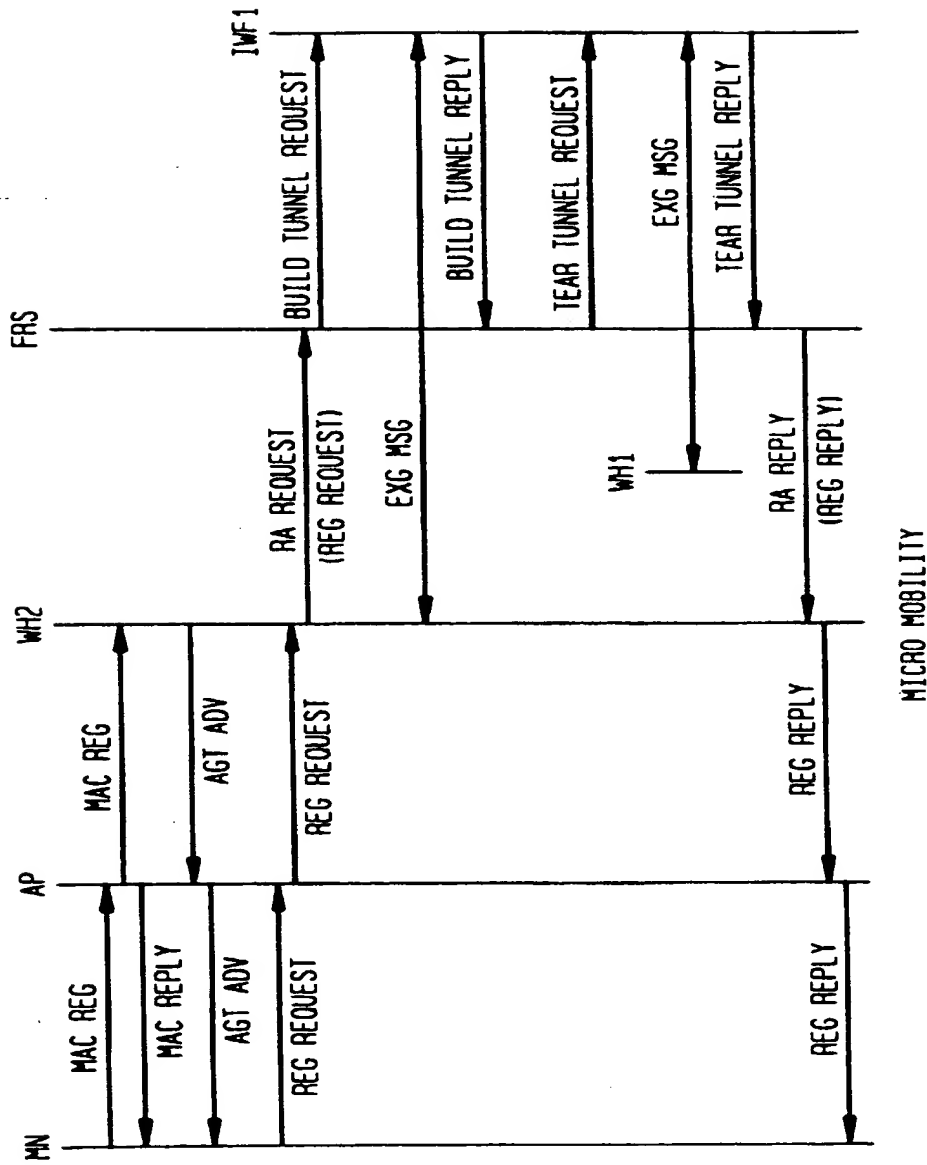 MN
AP
WH2
FRS
IWF1
MAC REG
MAC REG
MAC REPLY
AGT ADV
AGT ADV
REG REQUEST
REG REQUEST
RA REQUEST
(REG REQUEST)
BUILD TUNNEL REQUEST
EXG MSG
BUILD TUNNEL REPLY
TEAR TUNNEL REQUEST
WH1
EXG MSG
TEAR TUNNEL REPLY
RA REPLY
(REG REPLY)
REG REPLY
REG REPLY
MICRO MOBILITY